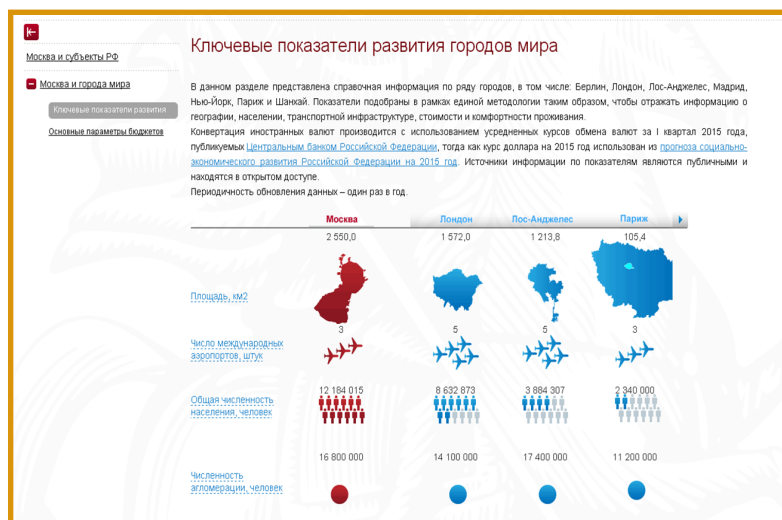 Ключевые показатели развития городов мира
Москва и субъекты РФ
Москва и города мира
Ключевые показатели развития
Основные параметры бюджетов
В данном разделе представлена справочная информация по ряду городов, в том числе: Берлин, Лондон, Лос-Анджелес, Мадрид,
Нью-Йорк, Париж и Шанхай. Показатели подобраны в рамках единой методологии таким образом, чтобы отражать информацию о
географии, населении, транспортной инфраструктуре, стоимости и комфортности проживания.
Конвертация иностранных валют производится с использованием усредненных курсов обмена валют за I квартал 2015 года,
публикуемых Центральным банком Российской Федерации, тогда как курс доллара на 2015 год использован из прогноза социально-
экономического развития Российской Федерации на 2015 год. Источники информации по показателям являются публичными и
находятся в открытом доступе.
Периодичность обновления данных – один раз в год.
Москва Лондон Лос-Анджелес Париж
2 550,0 1 572,0 1 213,8 105,4
Площадь, км2
3 5 5 3
Число международных
аэропортов, штук
12 184 015 8 632 873 3 884 307 2 340 000
Общая численность
населения, человек
16 800 000 14 100 000 17 400 000 11 200 000
Численность
агломерации, человек